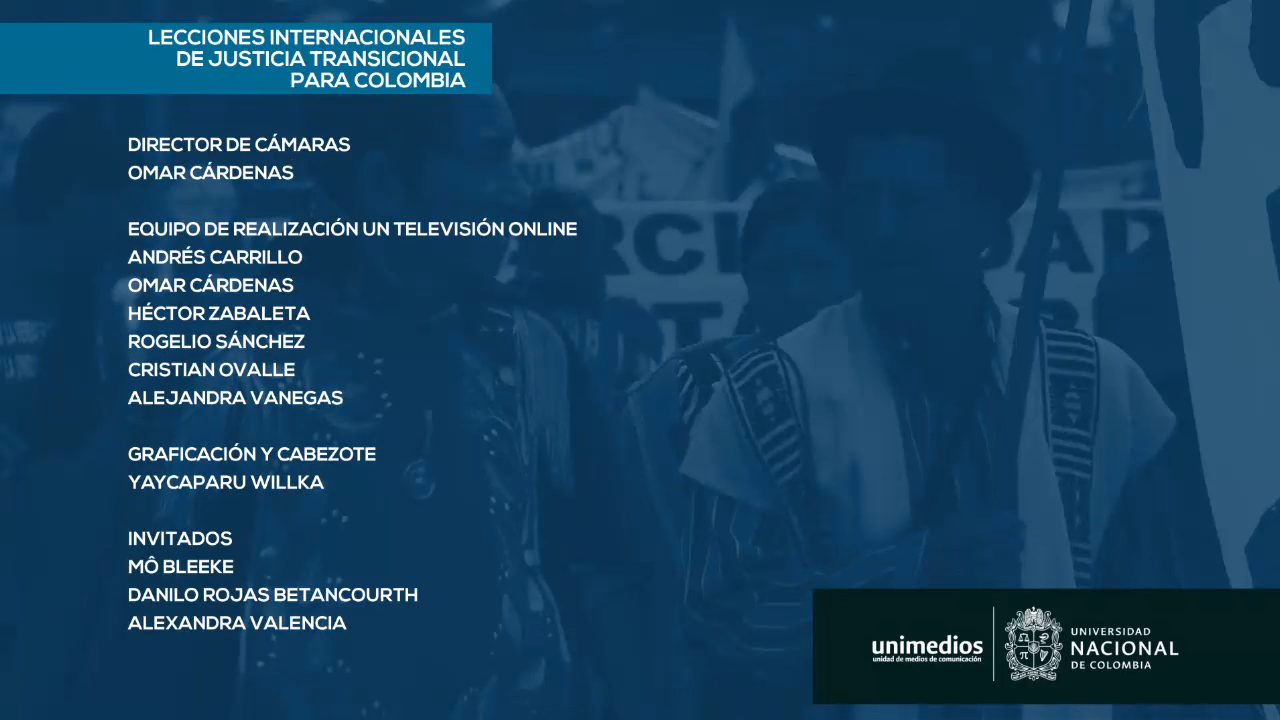 LECCIONES INTERNACIONALES
DE JUSTICIA TRANSICIONAL
PARA COLOMBIA
DIRECTOR DE CÁMARAS
OMAR CÁRDENAS
EQUIPO DE REALIZACIÓN UN TELEVISIÓN ONLINE
ANDRÉS CARRILLO
OMAR CÁRDENAS
HÉCTOR ZABALETA
ROGELIO SÁNCHEZ
CRISTIAN OVALLE
ALEJANDRA VANEGAS
GRAFICACIÓN Y CABEZOTE
YAYCAPARU WILLKA
INVITADOS
MÔ BLEEKE
DANILO ROJAS BETANCOURTH
ALEXANDRA VALENCIA
unimedios
unidad de medios de comunicación
UNIVERSIDAD
NACIONAL
DE COLOMBIA